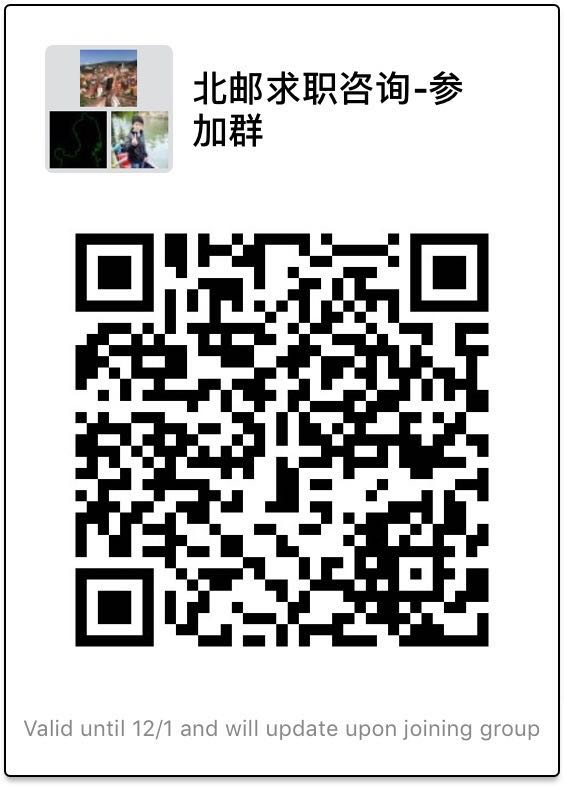 北邮求职咨询-参
加群
Valid until 12/1 and will update upon joining group